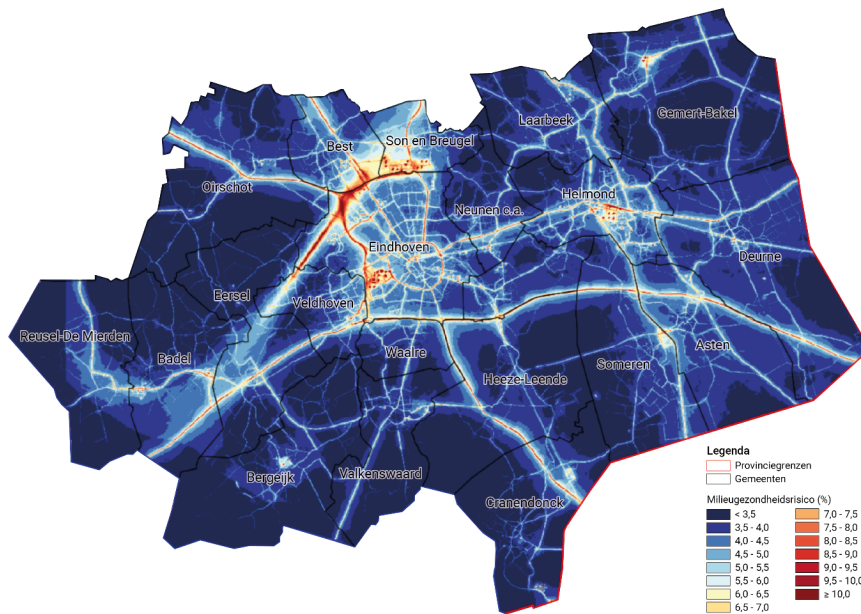 Gemert-Bakel
Laarbeek
Son en Breugel
Best
Oirschot
Helmond
Neunen c.a.
Eindhoven
Deurne
Eersel
Veldhoven
Reusel-De Mierden
Badel
Waalre
Asten
Someren
Heeze-Leende
Bergeijk
Valkenswaard
Cranendonck
Legenda
Provinciegrenzen
Gemeenten
Milieugezondheidsrisico (%)
< 3,5
3,5 - 4,0
4,0 - 4,5
4,5 - 5,0
5,0 - 5,5
5,5 - 6,0
6,0 - 6,5
6,5 - 7,0
7,0 - 7,5
7,5 - 8,0
8,0 - 8,5
8,5 - 9,0
9,0 - 9,5
9,5 - 10,0
≥ 10,0